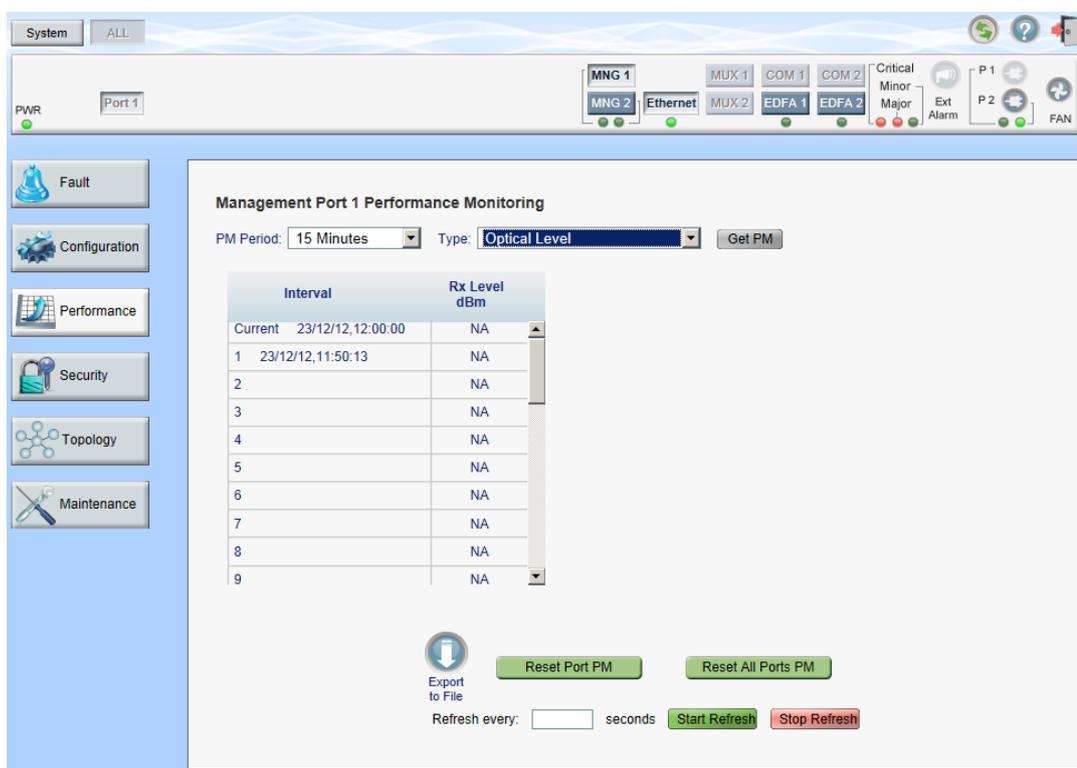 System ALL
PWR
Port 1
MNG 1
MNG 2
Ethernet
MUX 1
MUX 2
COM 1
EDFA 1
COM 2
EDFA 2
Critical
Minor
Major
Ext
Alarm
P 1
P 2
FAN
Fault
Configuration
Performance
Security
Topology
Maintenance
Management Port 1 Performance Monitoring
PM Period: 15 Minutes Type: Optical Level Get PM
Interval Rx Level
dBm
Current 23/12/12,12:00:00 NA
1 23/12/12,11:50:13 NA
2 NA
3 NA
4 NA
5 NA
6 NA
7 NA
8 NA
9 NA
Export
to File
Reset Port PM Reset All Ports PM
Refresh every: seconds Start Refresh Stop Refresh